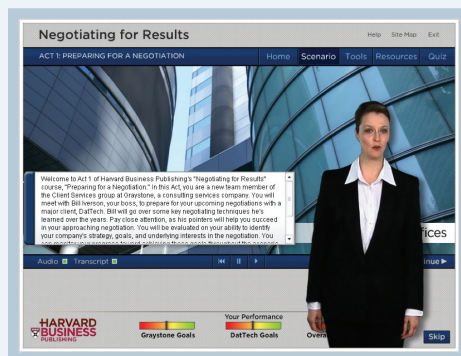 Negotiating for Results
Help Site Map Exit
ACT 1: PREPARING FOR A NEGOTIATION
Home Scenario Tools Resources Quiz
Welcome to Act 1 of Harvard Business Publishing's "Negotiating for Results"
course, "Preparing for a Negotiation." In this Act, you are a new team member of
the Client Services group at Graystone, a consulting services company. You will
meet with Bill Iverson, your boss, to prepare for your upcoming negotiations with a
major client, DatTech. Bill will go over some key negotiating techniques he's
learned over the years. Pay close attention, as his pointers will help you succeed
in your approaching negotiation. You will be evaluated on your ability to identify
your company's strategy, goals, and underlying interests in the negotiation. You
fices
Audio Transcript
inue
Your Performance
HARVARD
BUSINESS
PUBLISHING
Graystone Goals
DatTech Goals
Overa
Skip